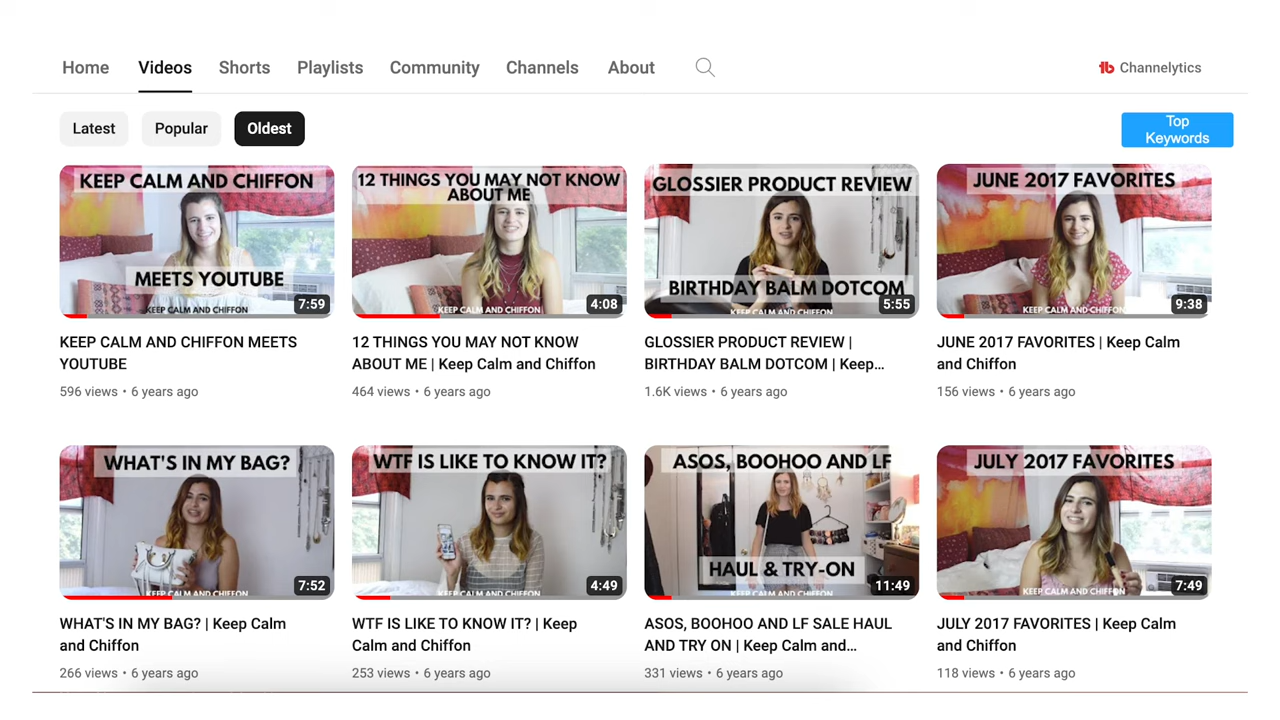 Home Videos Shorts Playlists Community Channels About
Channelytics
Latest Popular Oldest
Top
Keywords
KEEP CALM AND CHIFFON
MEETS YOUTUBE
KEEP CALM AND CHIFFON
7:59
12 THINGS YOU MAY NOT KNOW
ABOUT ME
KEEP CALM AND CHIFFON
4:08
GLOSSIER PRODUCT REVIEW
BIRTHDAY BALM DOTCOM
KEEP CALM AND CHIFFON
5:55
JUNE 2017 FAVORITES
KEEP CALM AND CHIFFON
9:38
KEEP CALM AND CHIFFON MEETS
YOUTUBE
596 views • 6 years ago
12 THINGS YOU MAY NOT KNOW
ABOUT ME | Keep Calm and Chiffon
464 views • 6 years ago
GLOSSIER PRODUCT REVIEW |
BIRTHDAY BALM DOTCOM | Keep...
1.6K views • 6 years ago
JUNE 2017 FAVORITES | Keep Calm
and Chiffon
156 views • 6 years ago
WHAT'S IN MY BAG?
KEEP CALM AND CHIFFON
7:52
WTF IS LIKE TO KNOW IT?
KEEP CALM AND CHIFFON
4:49
ASOS, BOOHOO AND LF
HAUL & TRY-ON
KEEP CALM AND CHIFFON
11:49
JULY 2017 FAVORITES
KEEP CALM AND CHIFFON
7:49
WHAT'S IN MY BAG? | Keep Calm
and Chiffon
266 views • 6 years ago
WTF IS LIKE TO KNOW IT? | Keep
Calm and Chiffon
253 views • 6 years ago
ASOS, BOOHOO AND LF SALE HAUL
AND TRY ON | Keep Calm and...
331 views • 6 years ago
JULY 2017 FAVORITES | Keep Calm
and Chiffon
118 views • 6 years ago